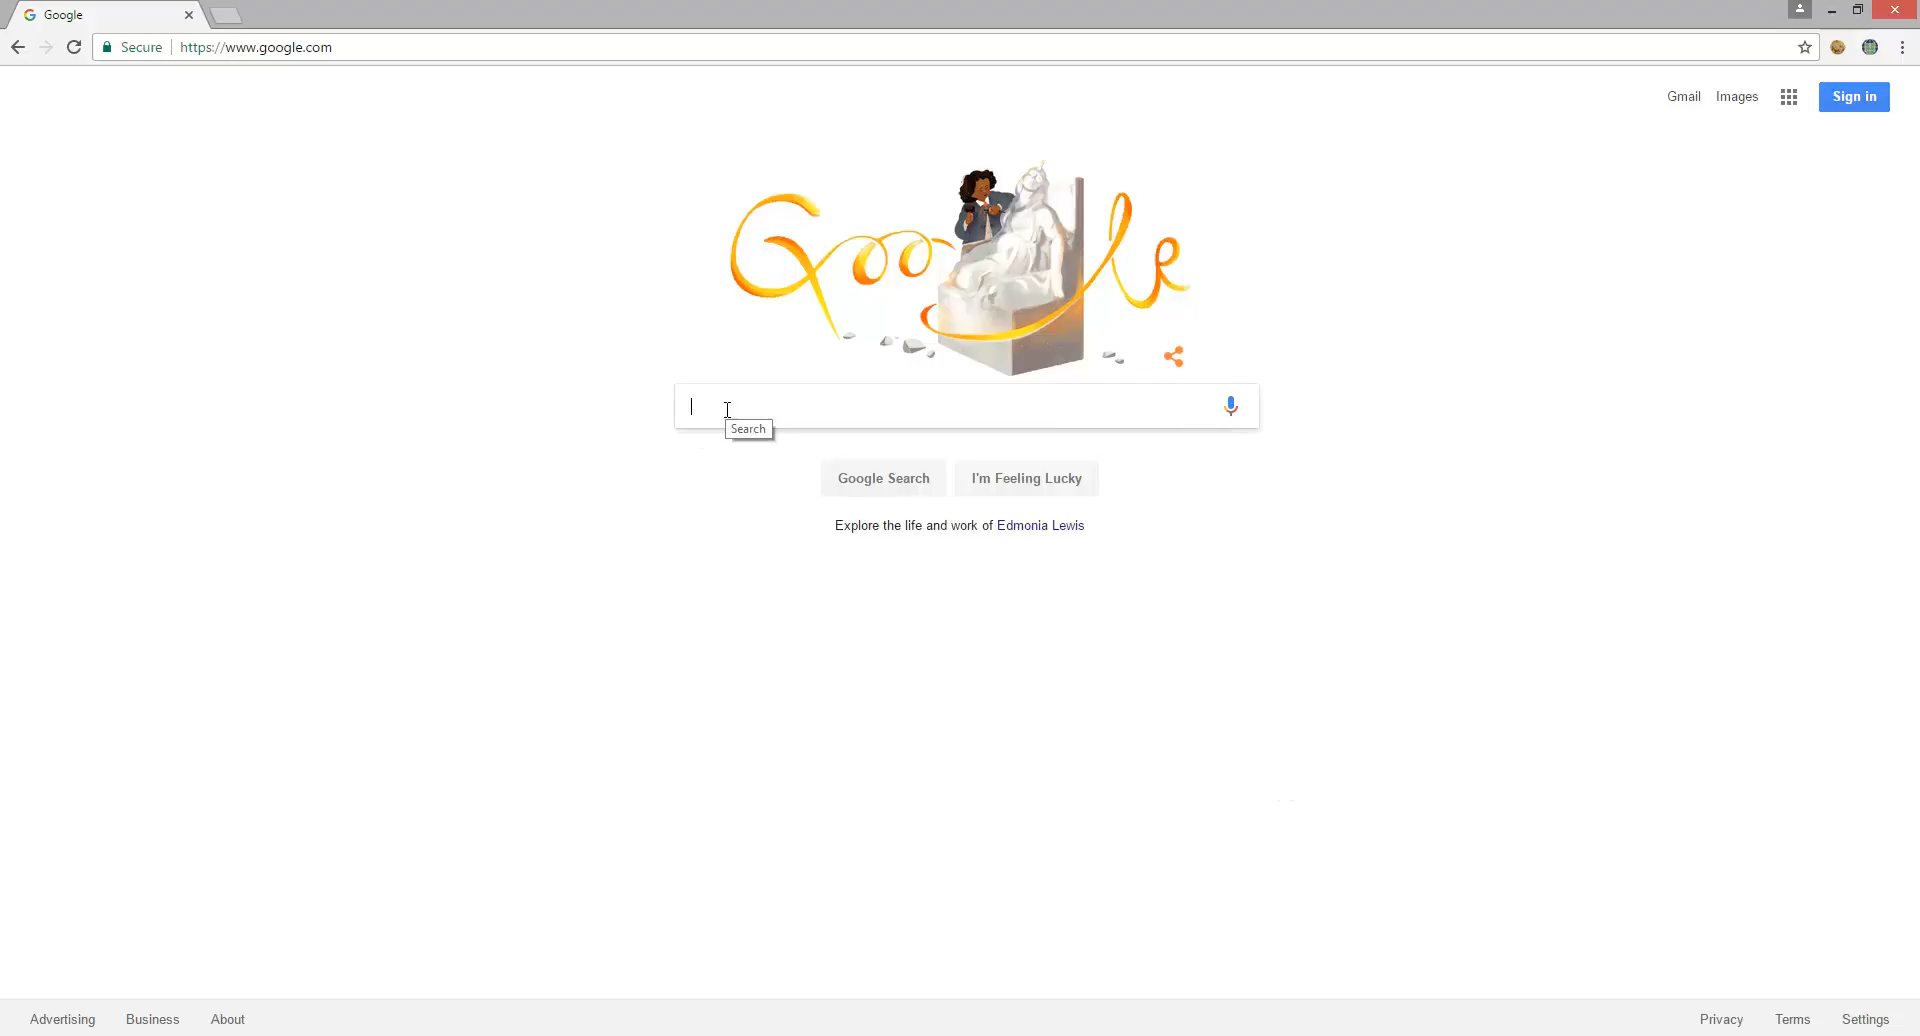 Google
Secure https://www.google.com
Gmail Images Sign in
Google
Search
Google Search I'm Feeling Lucky
Explore the life and work of Edmonia Lewis
Advertising Business About Privacy Terms Settings